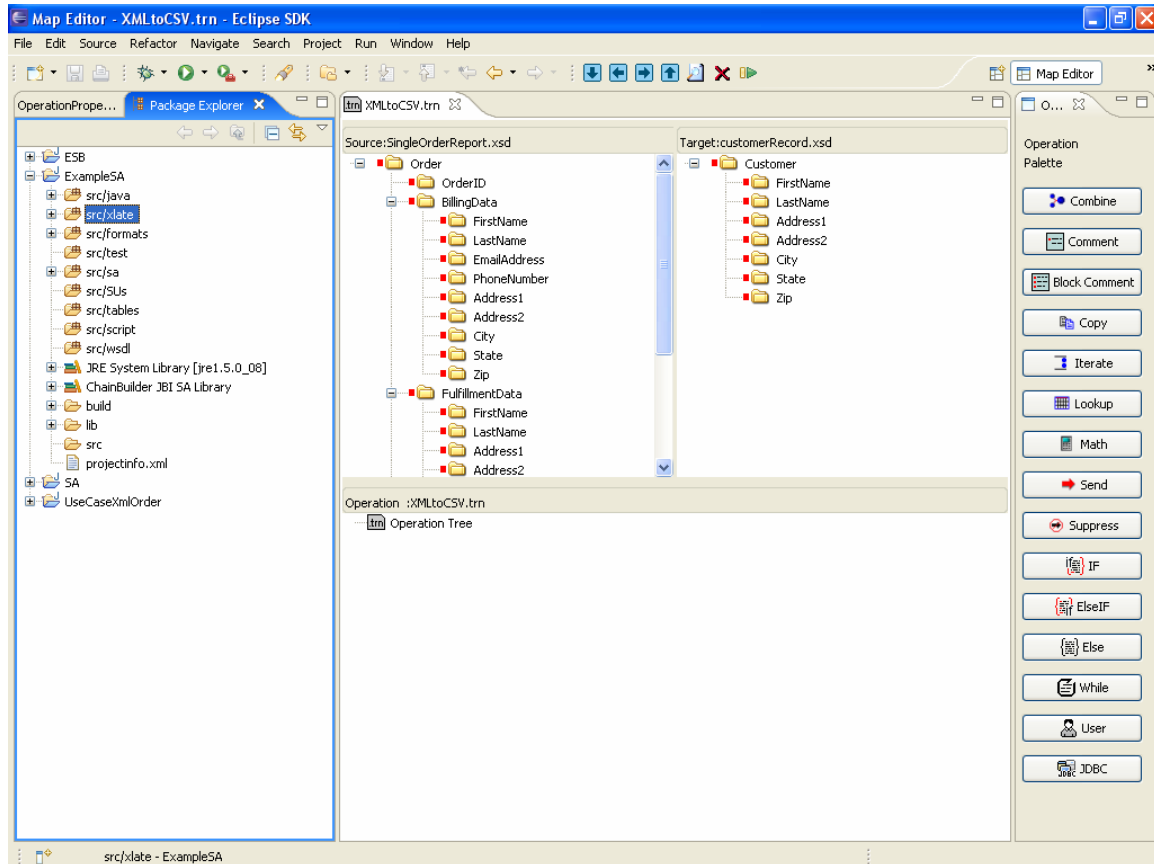 Map Editor - XMLtoCSV.trn - Eclipse SDK
File Edit Source Refactor Navigate Search Project Run Window Help
Map Editor
»
OperationPrope...
Package Explorer
XMLtoCSV.trn
O...
ESB
ExampleSA
src/java
src/xlate
src/formats
src/test
src/sa
src/SUs
src/tables
src/script
src/wsdl
JRE System Library [jre1.5.0_08]
ChainBuilder JBI SA Library
build
lib
src
projectinfo.xml
SA
UseCaseXmlOrder
Source:SingleOrderReport.xsd
Order
OrderID
BillingData
FirstName
LastName
EmailAddress
PhoneNumber
Address1
Address2
City
State
Zip
FulfillmentData
FirstName
LastName
Address1
Address2
Target:customerRecord.xsd
Customer
FirstName
LastName
Address1
Address2
City
State
Zip
Operation :XMLtoCSV.trn
.trn Operation Tree
Operation
Palette
Combine
Comment
Block Comment
Copy
Iterate
Lookup
Math
Send
Suppress
IF
ElseIF
Else
While
User
JDBC
src/xlate - ExampleSA